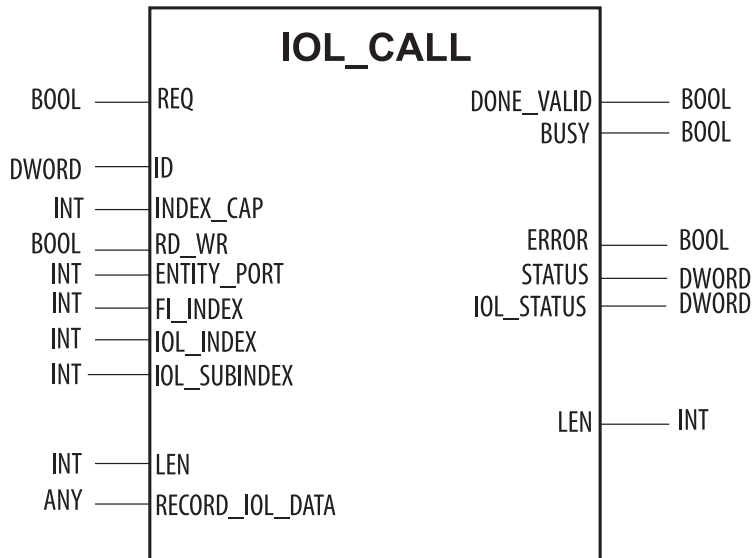 IOL_CALL
BOOL REQ DONE_VALID BOOL
BUSY BOOL
DWORD ID
INT INDEX_CAP
BOOL RD_WR ERROR BOOL
INT ENTITY_PORT STATUS DWORD
INT FI_INDEX IOL_STATUS DWORD
INT IOL_INDEX
INT IOL_SUBINDEX
LEN INT
INT LEN
ANY RECORD_IOL_DATA